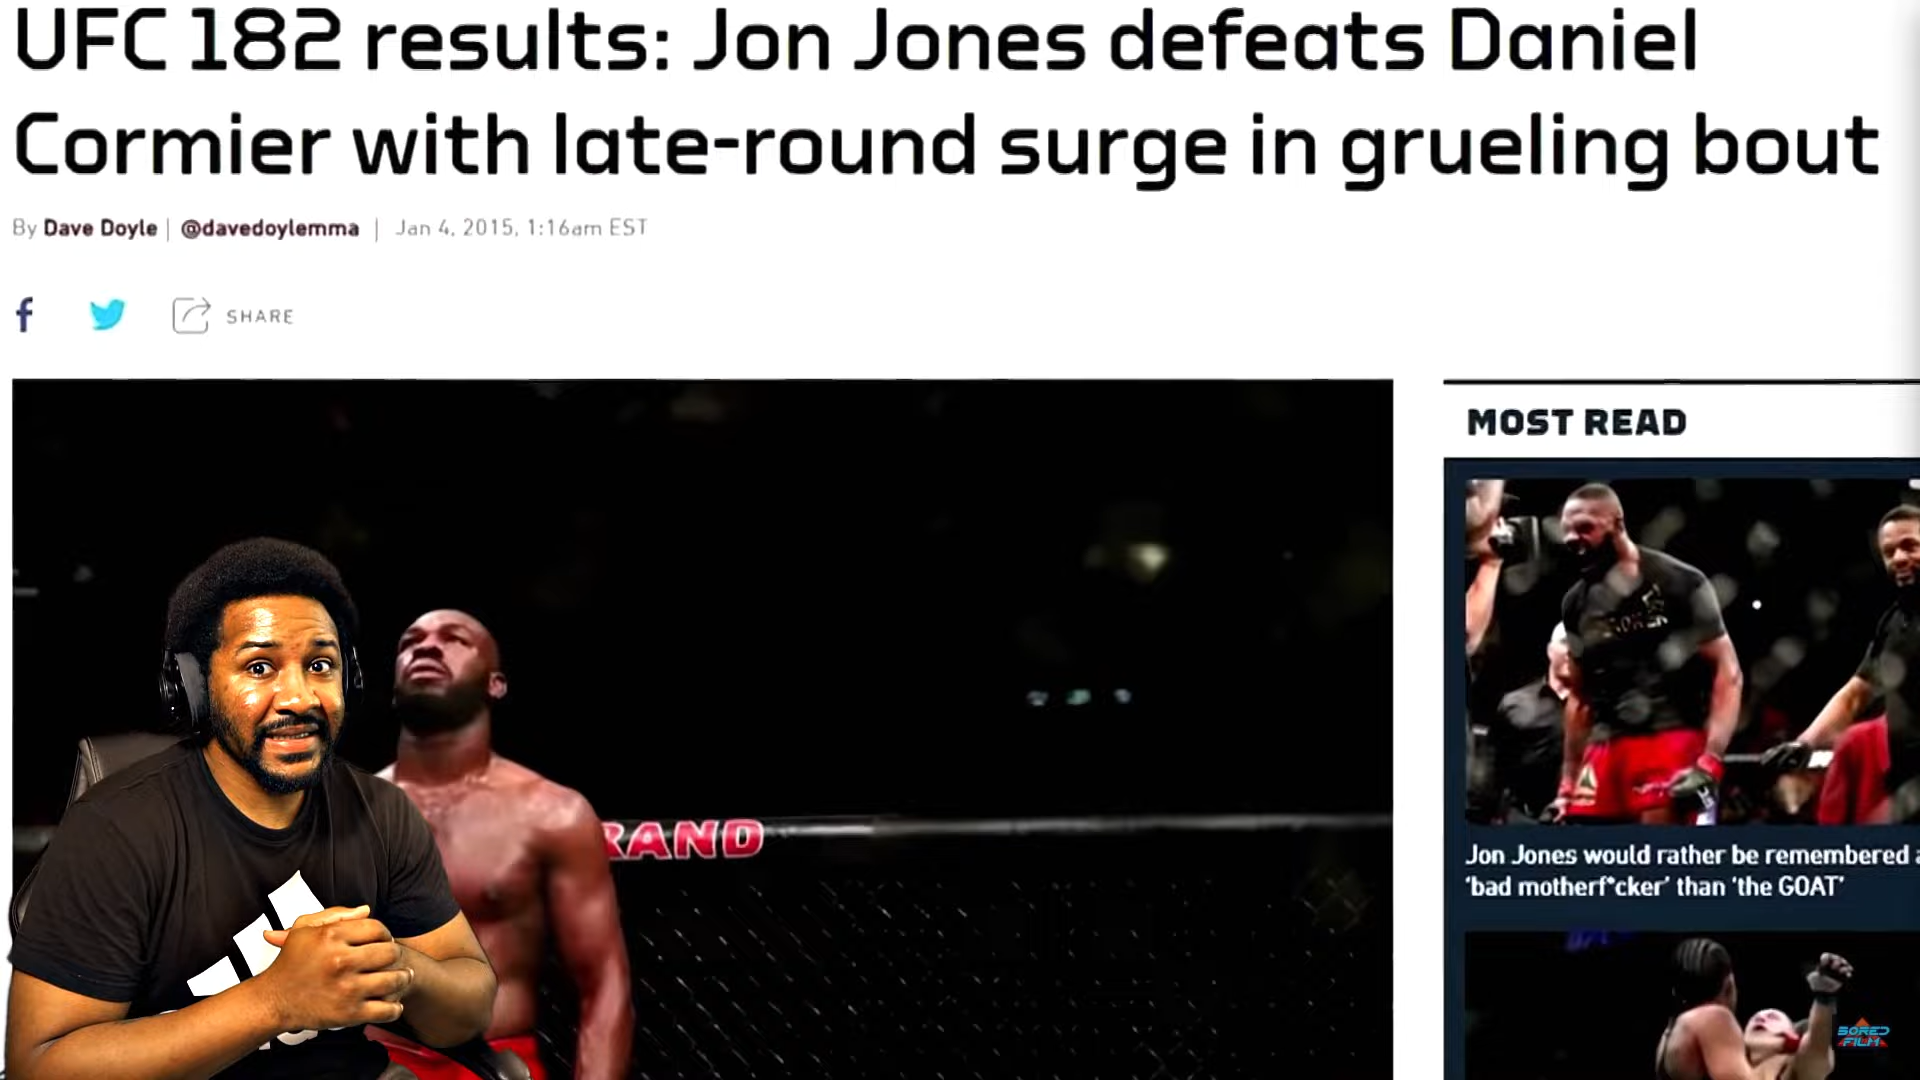 UFC 182 results: Jon Jones defeats Daniel
Cormier with late-round surge in grueling bout
By Dave Doyle | @davedoylemma | Jan 4, 2015, 1:16am EST
SHARE
MOST READ
RAND
Jon Jones would rather be remembered
'bad motherf*cker' than 'the GOAT'
BORED
FILM